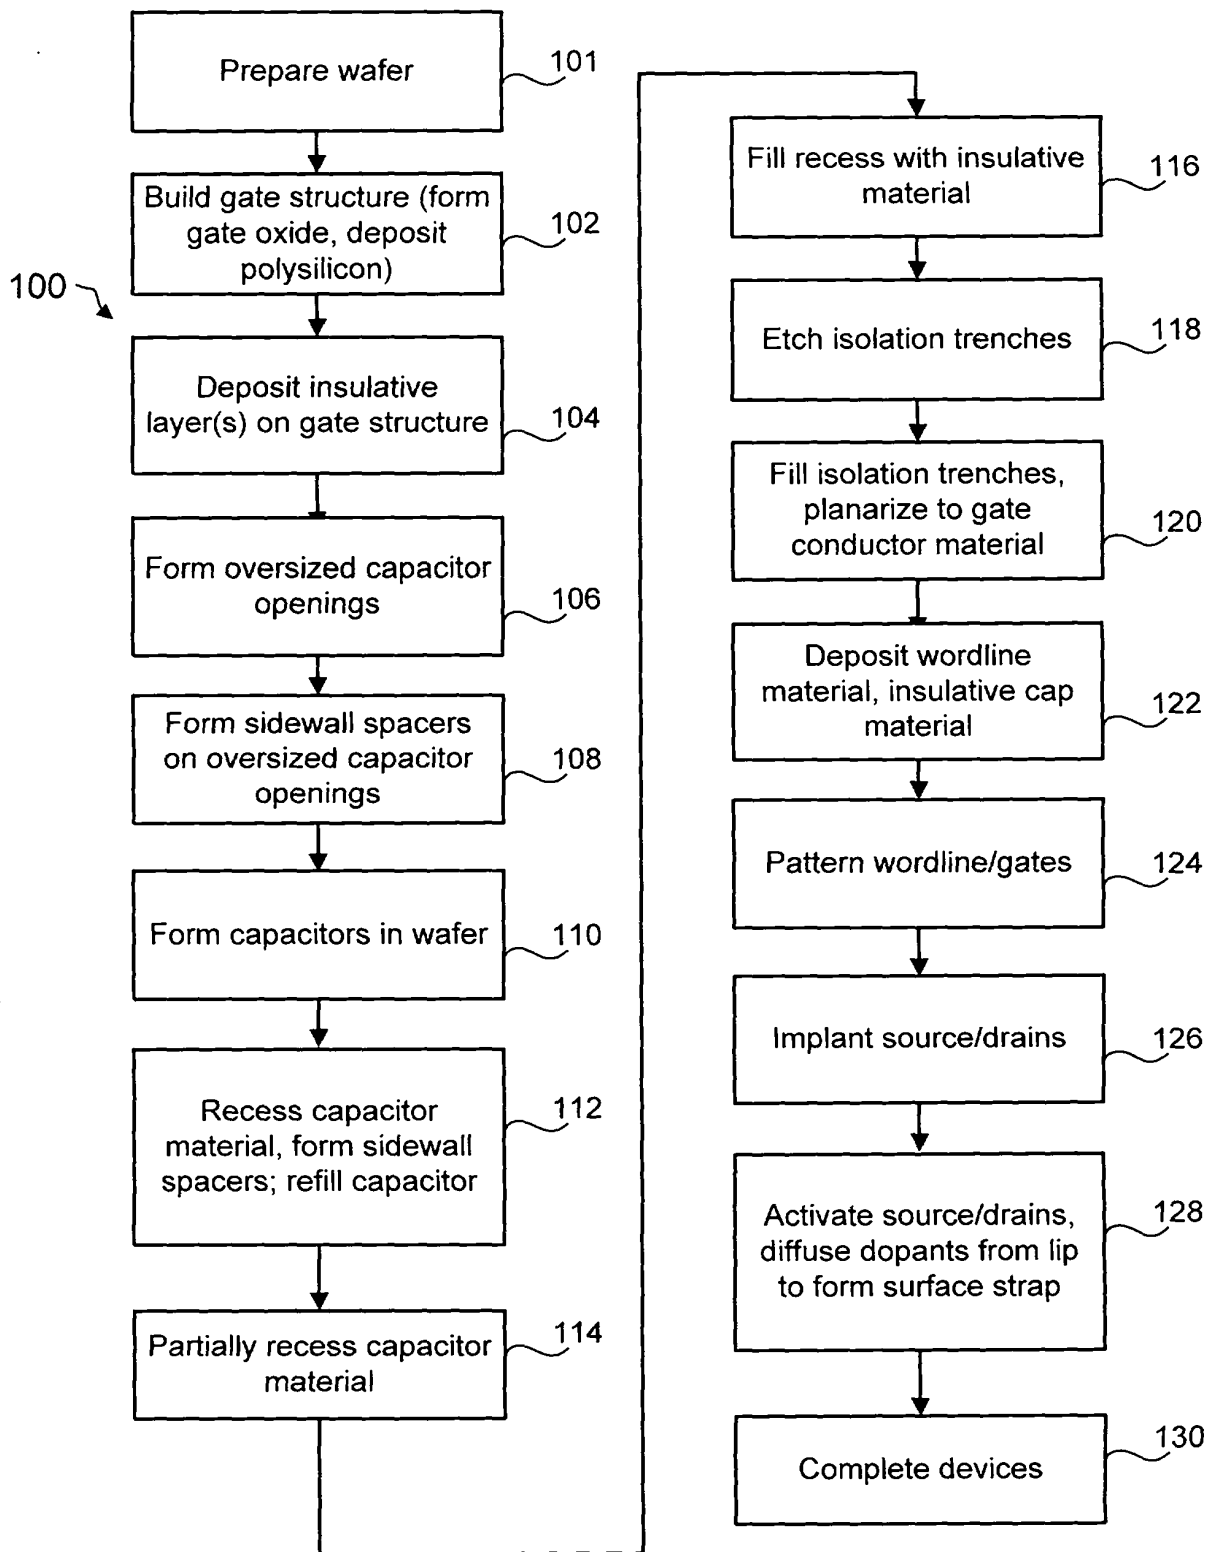 Prepare wafer
101
Build gate structure (form
gate oxide, deposit
polysilicon)
102
100
Deposit insulative
layer(s) on gate structure
104
Form oversized capacitor
openings
106
Form sidewall spacers
on oversized capacitor
openings
108
Form capacitors in wafer
110
Recess capacitor
material, form sidewall
spacers; refill capacitor
112
Partially recess capacitor
material
114
Fill recess with insulative
material
116
Etch isolation trenches
118
Fill isolation trenches,
planarize to gate
conductor material
120
Deposit wordline
material, insulative cap
material
122
Pattern wordline/gates
124
Implant source/drains
126
Activate source/drains,
diffuse dopants from lip
to form surface strap
128
Complete devices
130